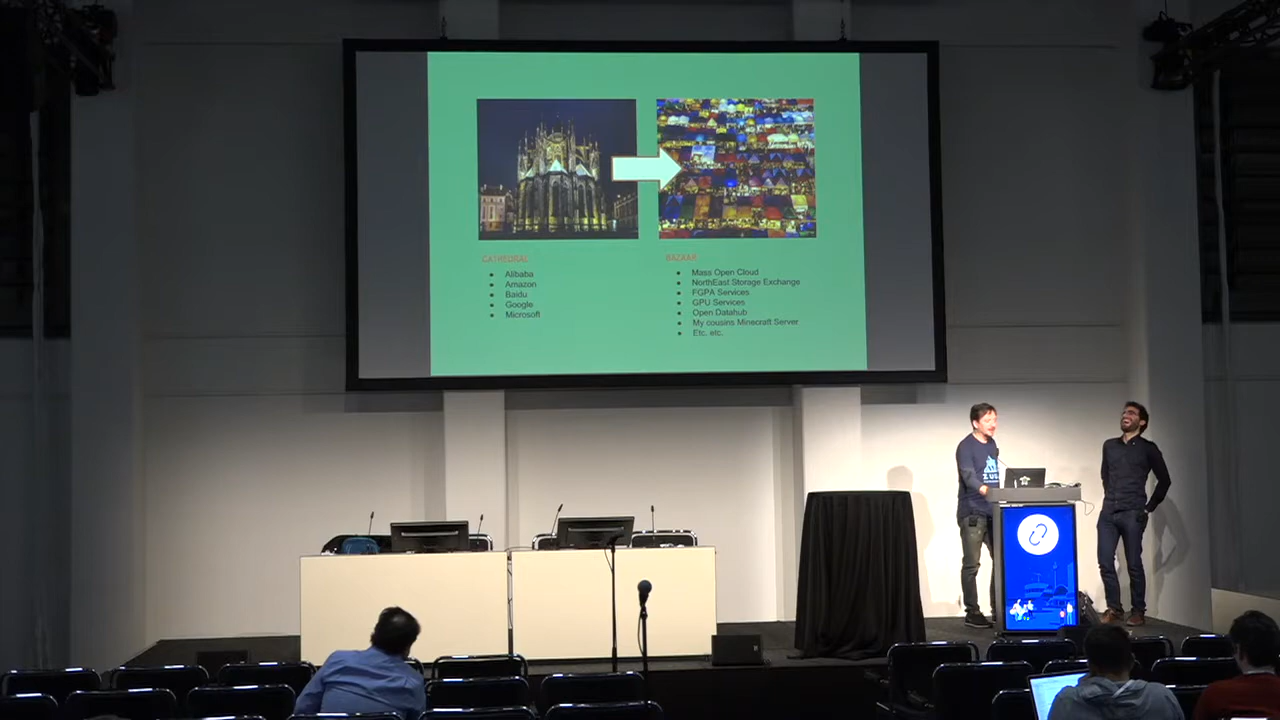 CATHEDRAL
Alibaba
Amazon
Baidu
Google
Microsoft
BAZAAR
Mass Open Cloud
NorthEast Storage Exchange
FGPA Services
GPU Services
Open Datahub
My cousins Minecraft Server
Etc. etc.